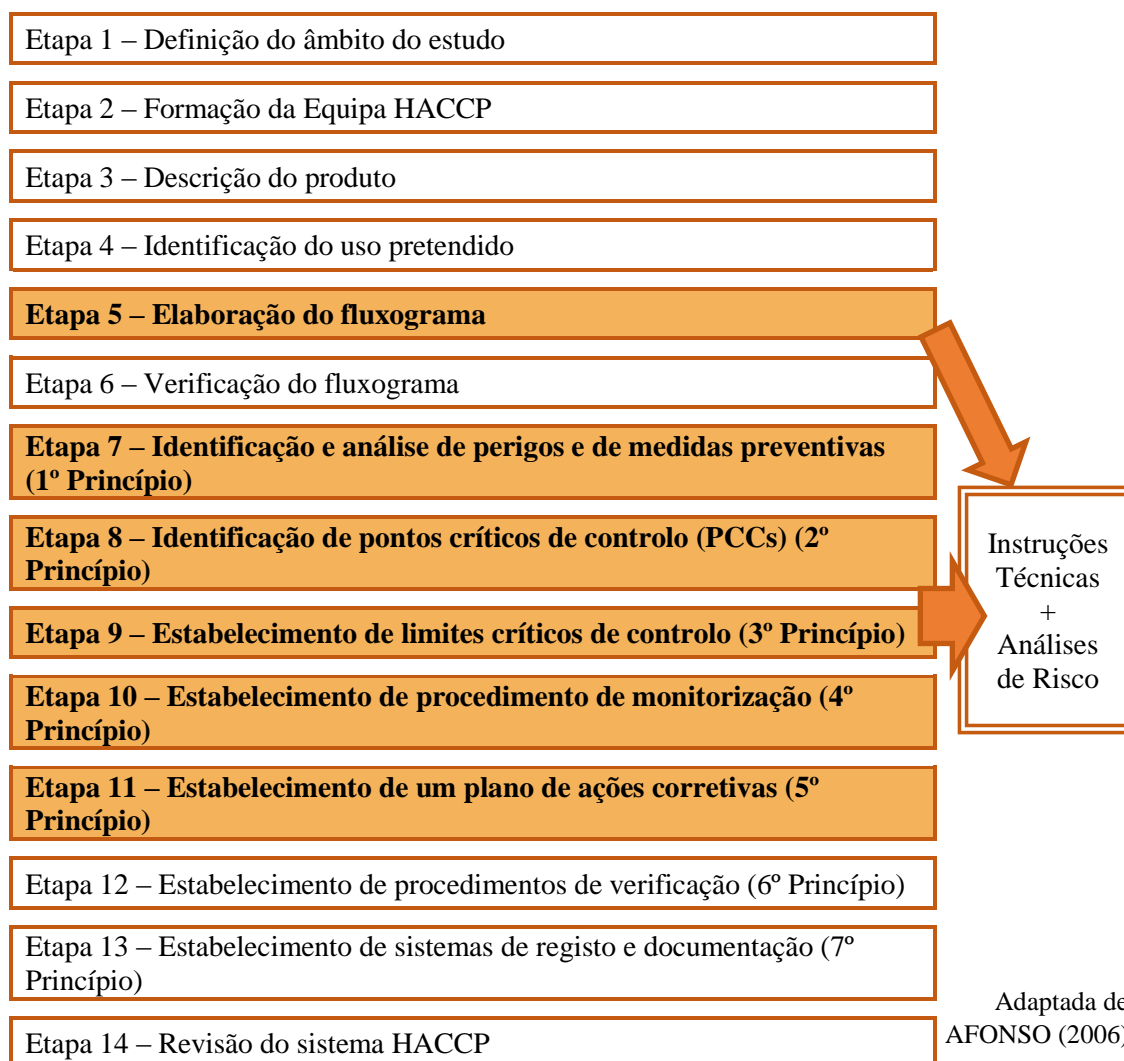 Etapa 1 – Definição do âmbito do estudo
Etapa 2 – Formação da Equipa HACCP
Etapa 3 – Descrição do produto
Etapa 4 – Identificação do uso pretendido
Etapa 5 – Elaboração do fluxograma
Etapa 6 – Verificação do fluxograma
Etapa 7 – Identificação e análise de perigos e de medidas preventivas
(1º Princípio)
Etapa 8 – Identificação de pontos críticos de controlo (PCCs) (2º
Princípio)
Etapa 9 – Estabelecimento de limites críticos de controlo (3º Princípio)
Etapa 10 – Estabelecimento de procedimento de monitorização (4º
Princípio)
Etapa 11 – Estabelecimento de um plano de ações corretivas (5º
Princípio)
Etapa 12 – Estabelecimento de procedimentos de verificação (6º Princípio)
Etapa 13 – Estabelecimento de sistemas de registo e documentação (7º
Princípio)
Etapa 14 – Revisão do sistema HACCP
Instruções
Técnicas
+
Análises
de Risco
Adaptada de
AFONSO (2006)